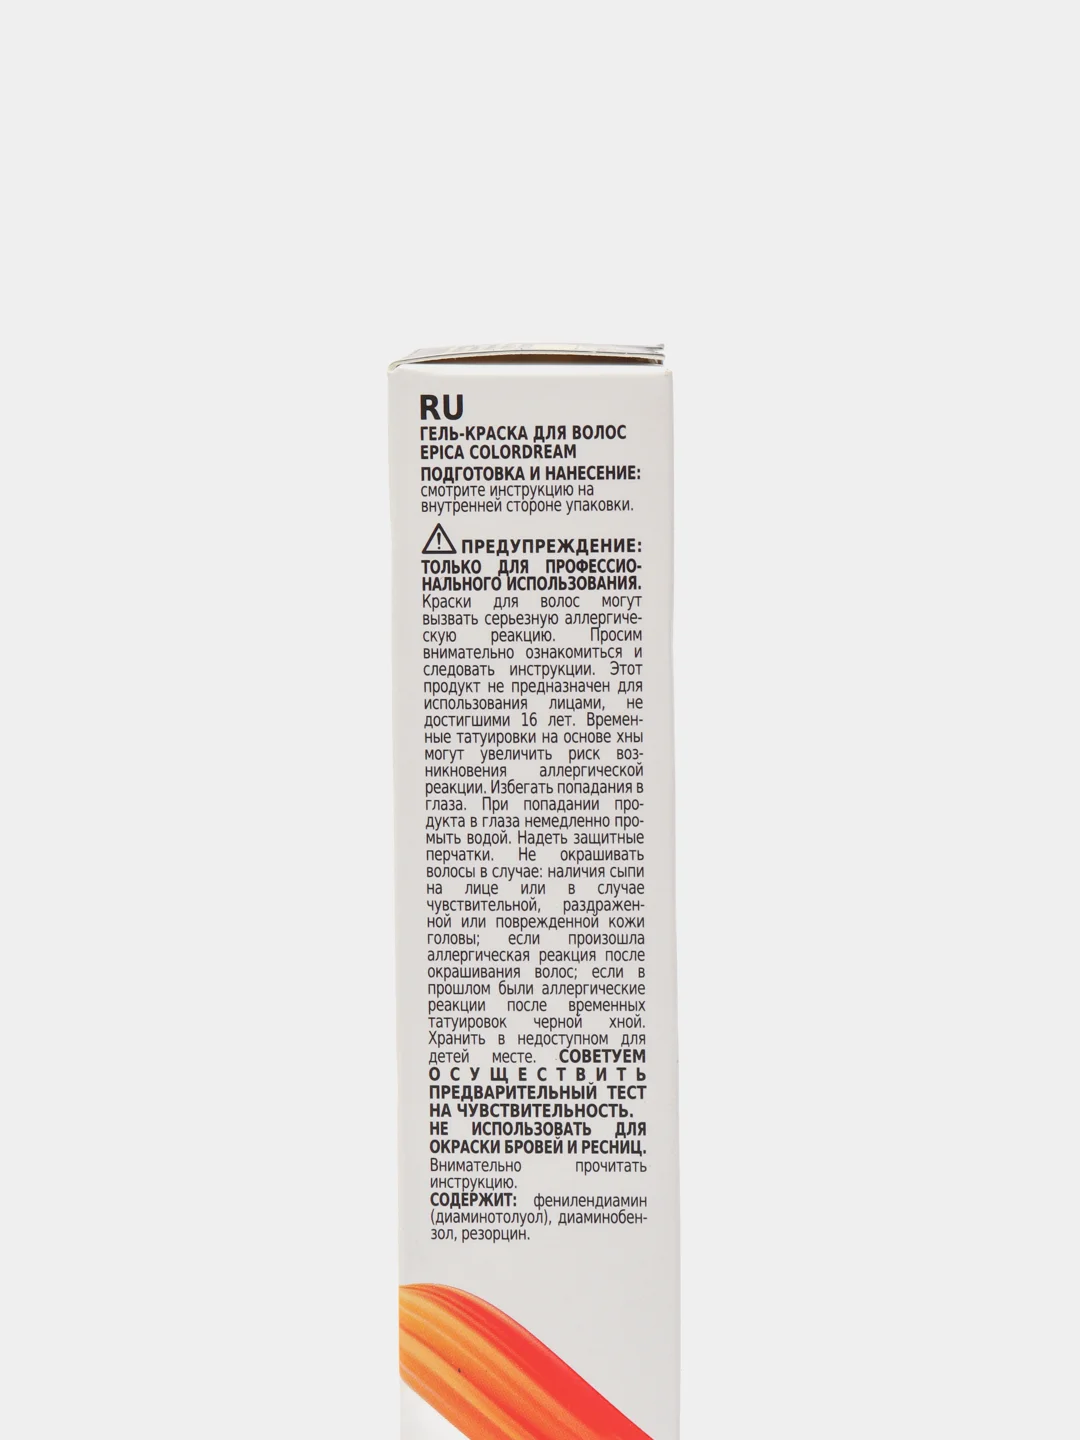 RU
ГЕЛЬ-КРАСКА ДЛЯ ВОЛОС
EPICA COLORDREAM
ПОДГОТОВКА И НАНЕСЕНИЕ:
смотрите инструкцию на
внутренней стороне упаковки.
ПРЕДУПРЕЖДЕНИЕ:
ТОЛЬКО ДЛЯ ПРОФЕССИО-
НАЛЬНОГО ИСПОЛЬЗОВАНИЯ.
Краски для волос могут
вызвать серьезную аллергиче-
скую реакцию. Просим
внимательно ознакомиться и
следовать инструкции. Этот
продукт не предназначен для
использования лицами, не
достигшими 16 лет. Времен-
ные татуировки на основе хны
могут увеличить риск воз-
никновения аллергической
реакции. Избегать попадания в
глаза. При попадании про-
дукта в глаза немедленно про-
мыть водой. Надеть защитные
перчатки. Не окрашивать
волосы в случае: наличия сыпи
на лице или в случае
чувствительной, раздражен-
ной или поврежденной кожи
головы; если произошла
аллергическая реакция после
окрашивания волос; если в
прошлом были аллергические
реакции после временных
татуировок черной хной.
Хранить в недоступном для
детей месте. СОВЕТУЕМ
ОСУЩЕСТВИТЬ
ПРЕДВАРИТЕЛЬНЫЙ ТЕСТ
НА ЧУВСТВИТЕЛЬНОСТЬ.
НЕ ИСПОЛЬЗОВАТЬ ДЛЯ
ОКРАСКИ БРОВЕЙ И РЕСНИЦ.
Внимательно прочитать
инструкцию.
СОДЕРЖИТ: фенилендиамин
(диаминотолуол), диаминобен-
зол, резорцин.